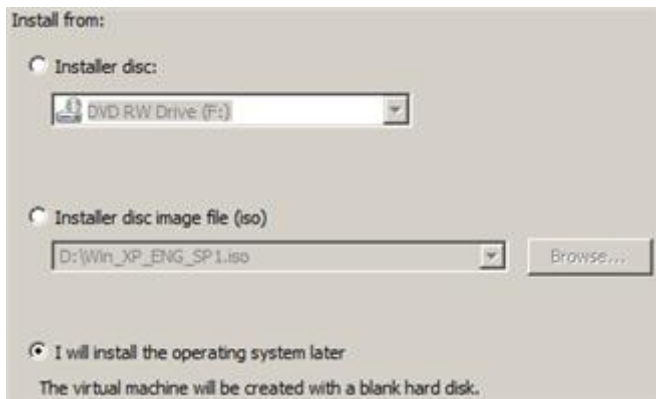 Install from:
Installer disc:
DVD RW Drive (F:)
Installer disc image file (iso)
D:\Win_XP_ENG_SP1.iso
Browse...
I will install the operating system later
The virtual machine will be created with a blank hard disk.